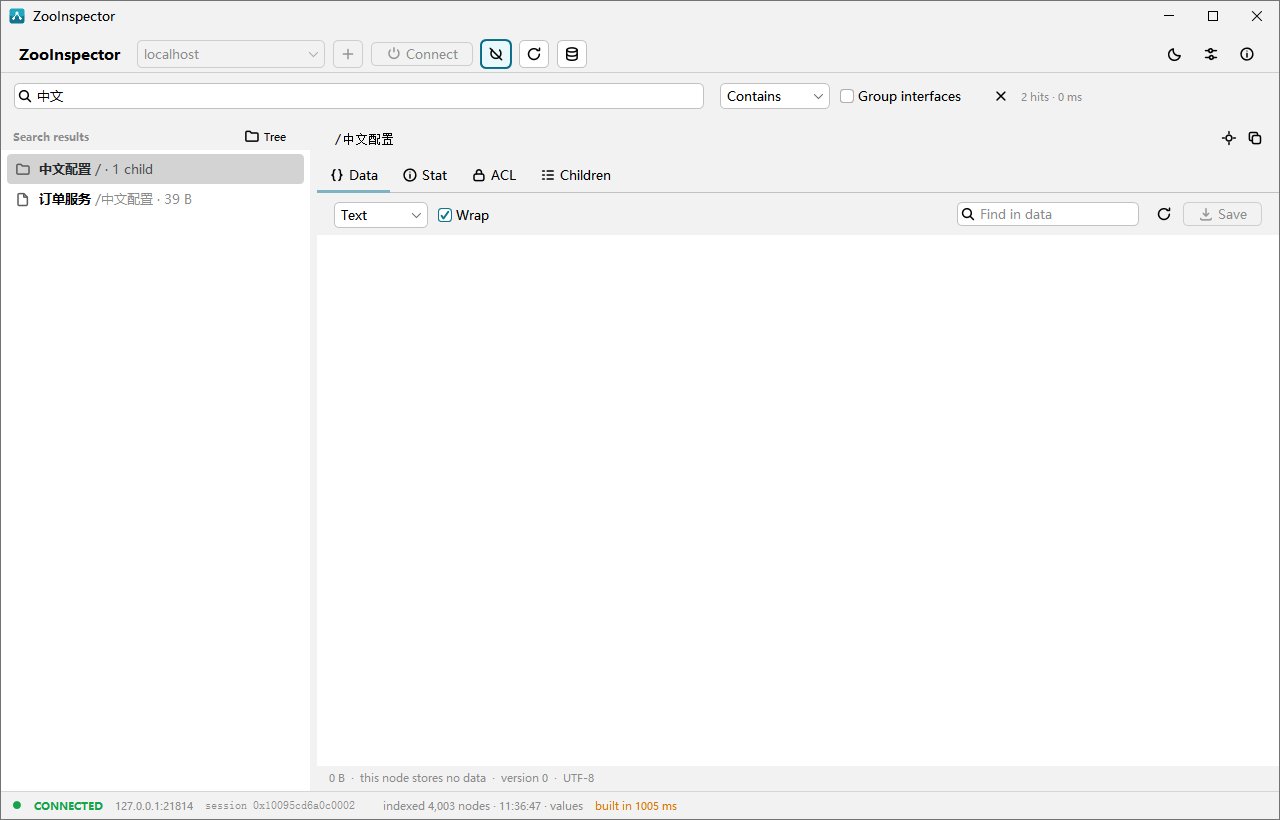 ZooInspector
ZooInspector localhost Connect
中文 Contains Group interfaces 2 hits · 0 ms
Search results Tree
/中文配置
中文配置 / · 1 child
订单服务 /中文配置 · 39 B
Data Stat ACL Children
Text Wrap Find in data Save
0 B · this node stores no data · version 0 · UTF-8
CONNECTED 127.0.0.1:21814 session 0x10095cd6a0c0002 indexed 4,003 nodes · 11:36:47 · values built in 1005 ms